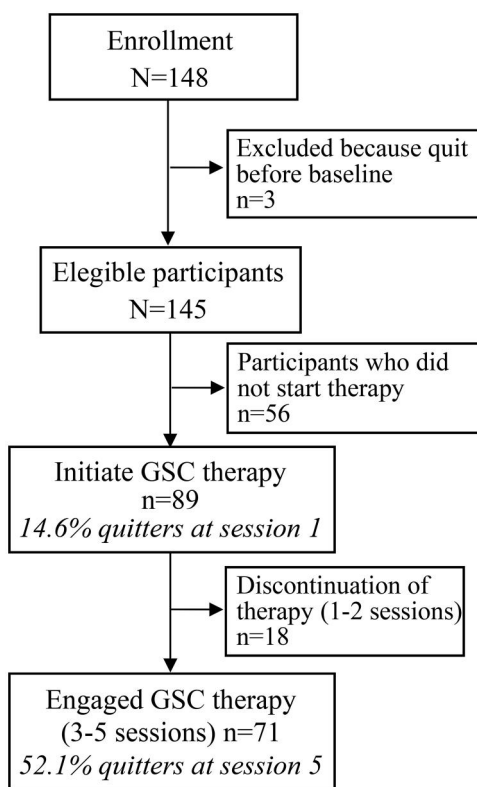 Enrollment
N=148
Excluded because quit
before baseline
n=3
Elegible participants
N=145
Participants who did
not start therapy
n=56
Initiate GSC therapy
n=89
14.6% quitters at session 1
Discontinuation of
therapy (1-2 sessions)
n=18
Engaged GSC therapy
(3-5 sessions) n=71
52.1% quitters at session 5